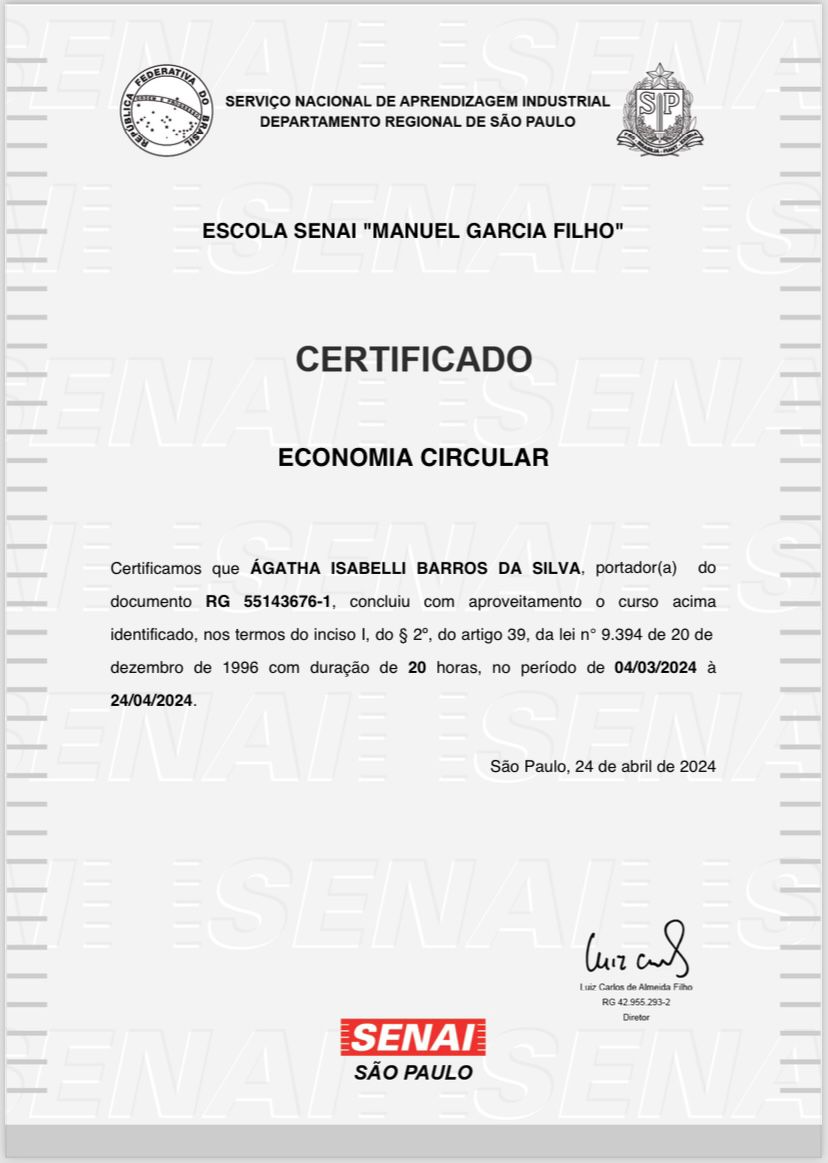 REPÚBLICA FEDERATIVA DO BRASIL
ORDEM E PROGRESSO
SERVIÇO NACIONAL DE APRENDIZAGEM INDUSTRIAL
DEPARTAMENTO REGIONAL DE SÃO PAULO
SP
ESCOLA SENAI "MANUEL GARCIA FILHO"
CERTIFICADO
ECONOMIA CIRCULAR
Certificamos que ÁGATHA ISABELLI BARROS DA SILVA, portador(a) do
documento RG 55143676-1, concluiu com aproveitamento o curso acima
identificado, nos termos do inciso I, do § 2º, do artigo 39, da lei n° 9.394 de 20 de
dezembro de 1996 com duração de 20 horas, no período de 04/03/2024 à
24/04/2024.
São Paulo, 24 de abril de 2024
Luiz Carlos de Almeida Filho
RG 42.955.293-2
Diretor
SENAI
SÃO PAULO